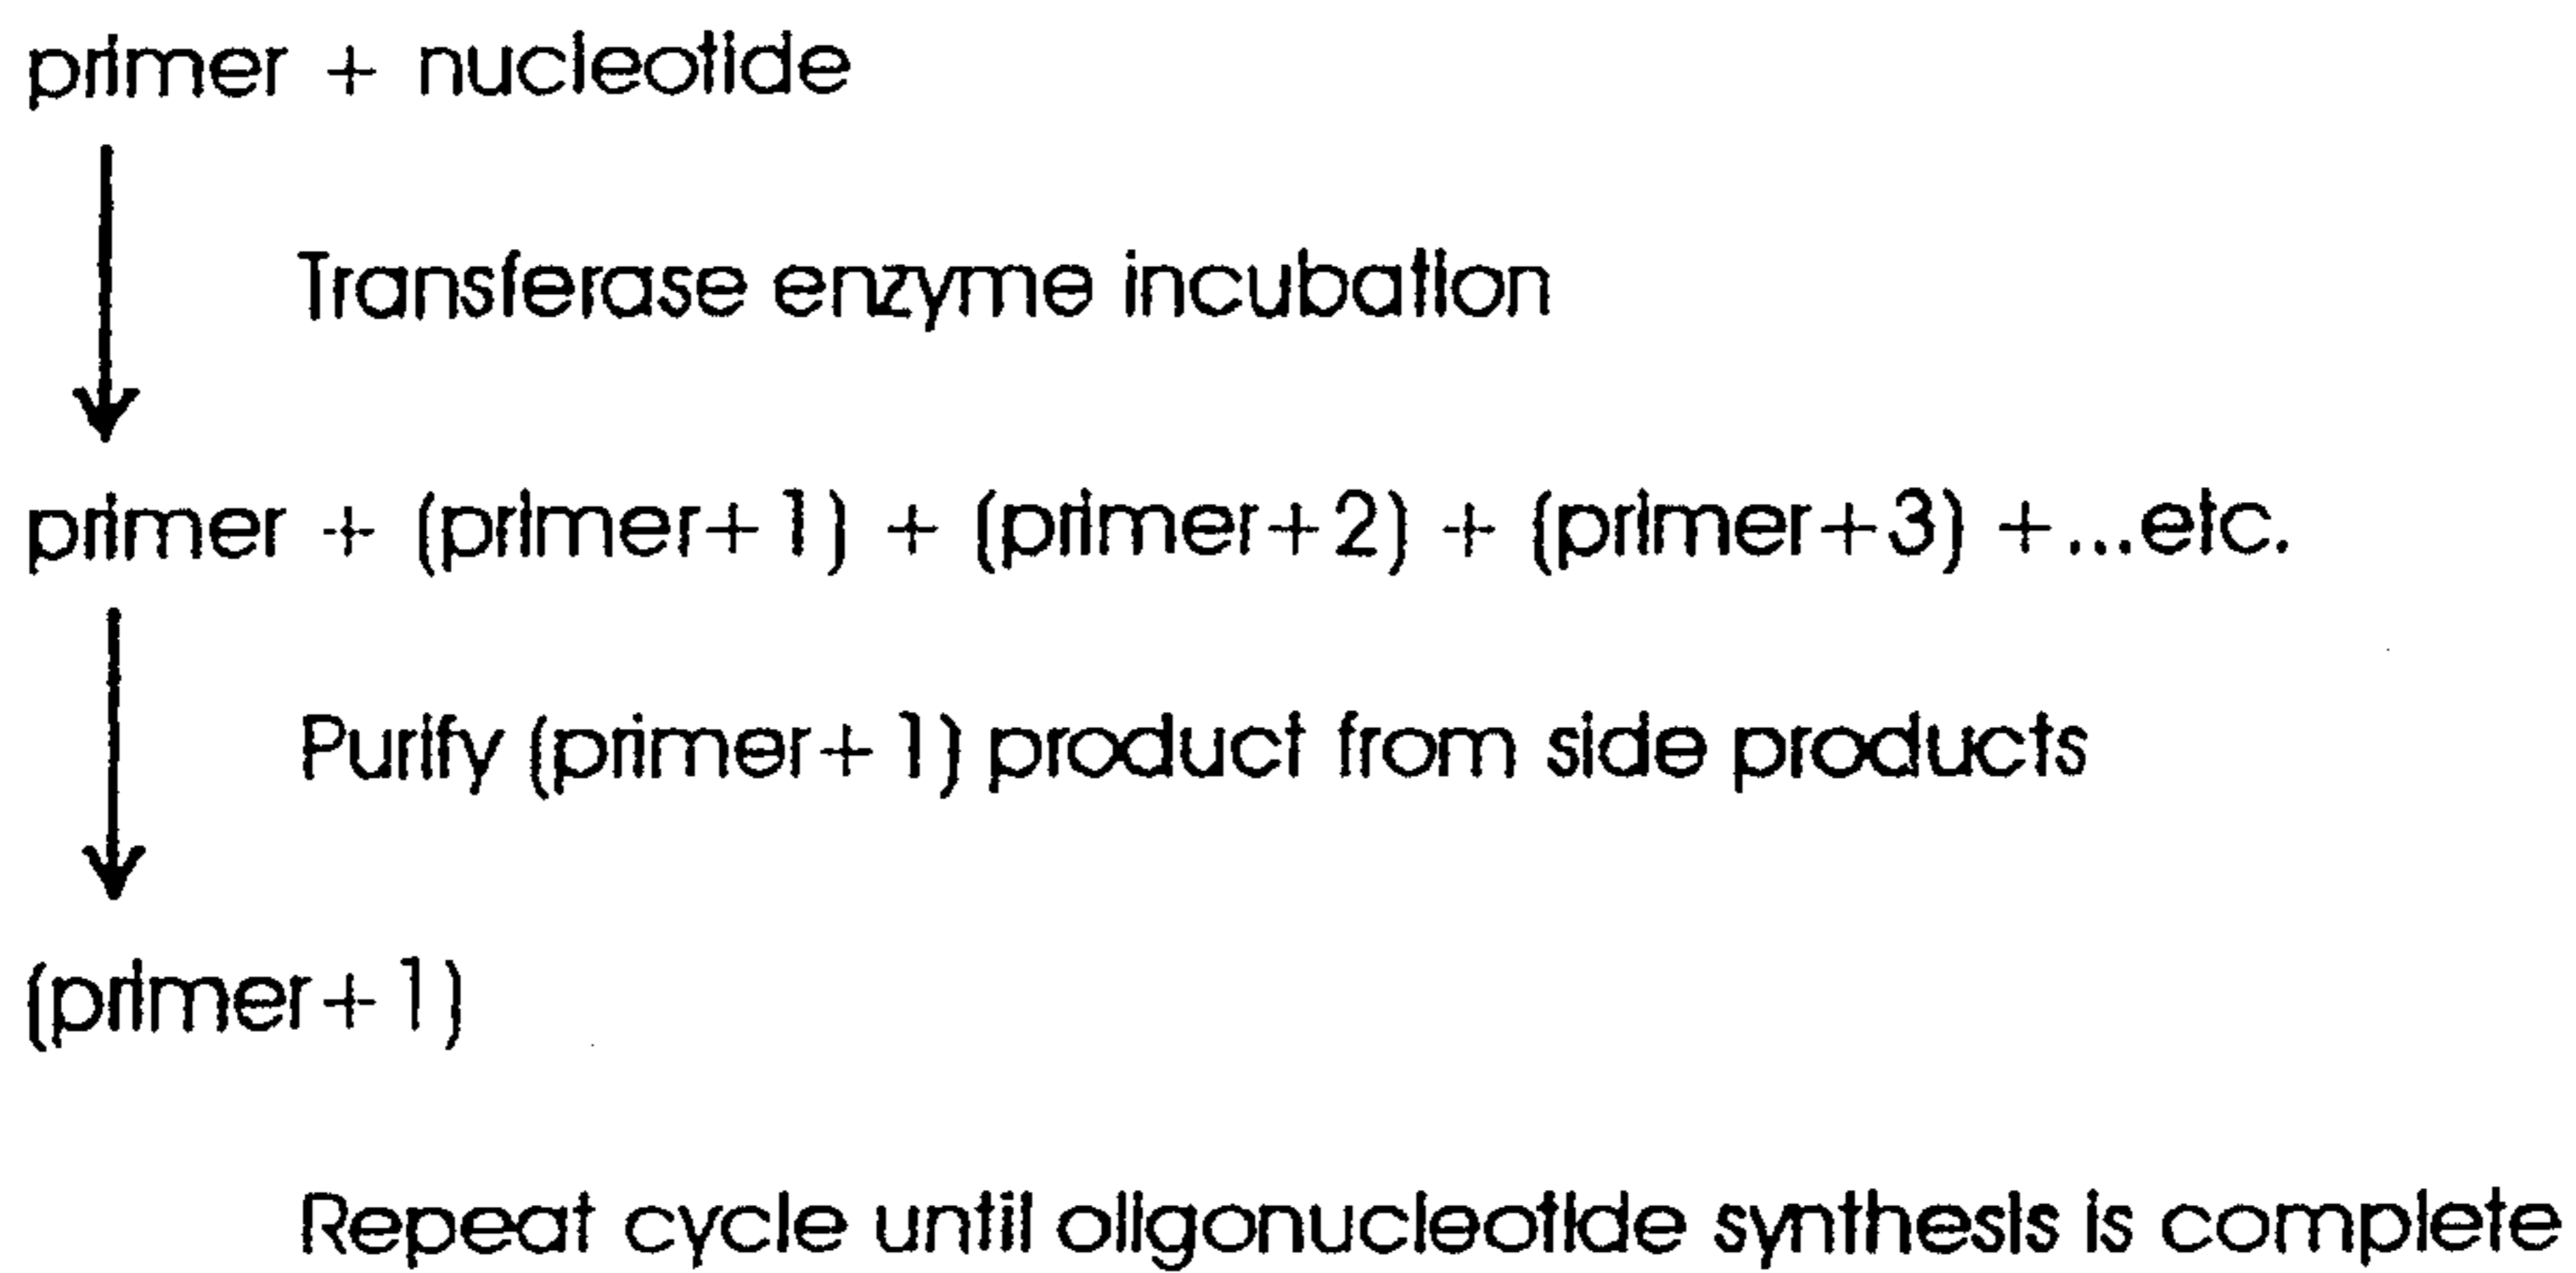 primer + nucleotide
Transferase enzyme incubation
primer + (primer+1) + (primer+2) + (primer+3) +...etc.
Purify (primer+1) product from side products
(primer+1)
Repeat cycle until oligonucleotide synthesis is complete